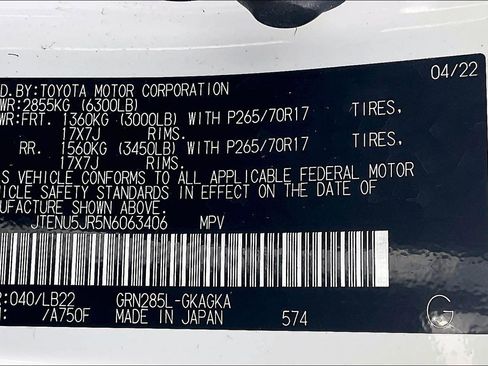 D. BY: TOYOTA MOTOR CORPORATION 04/22
WR: 2855KG (6300LB)
WR: FRT. 1360KG (3000LB) WITH P265/70R17 TIRES,
17X7J RIMS.
RR. 1560KG (3450LB) WITH P265/70R17 TIRES,
17X7J RIMS.
S VEHICLE CONFORMS TO ALL APPLICABLE FEDERAL MOTOR
ICLE SAFETY STANDARDS IN EFFECT ON THE DATE OF
UFACTURE SHOWN ABOVE.
JTENU5JR5N6063406 MPV
R: 040/LB22 GRN285L-GKAGKA
/A750F MADE IN JAPAN 574 G